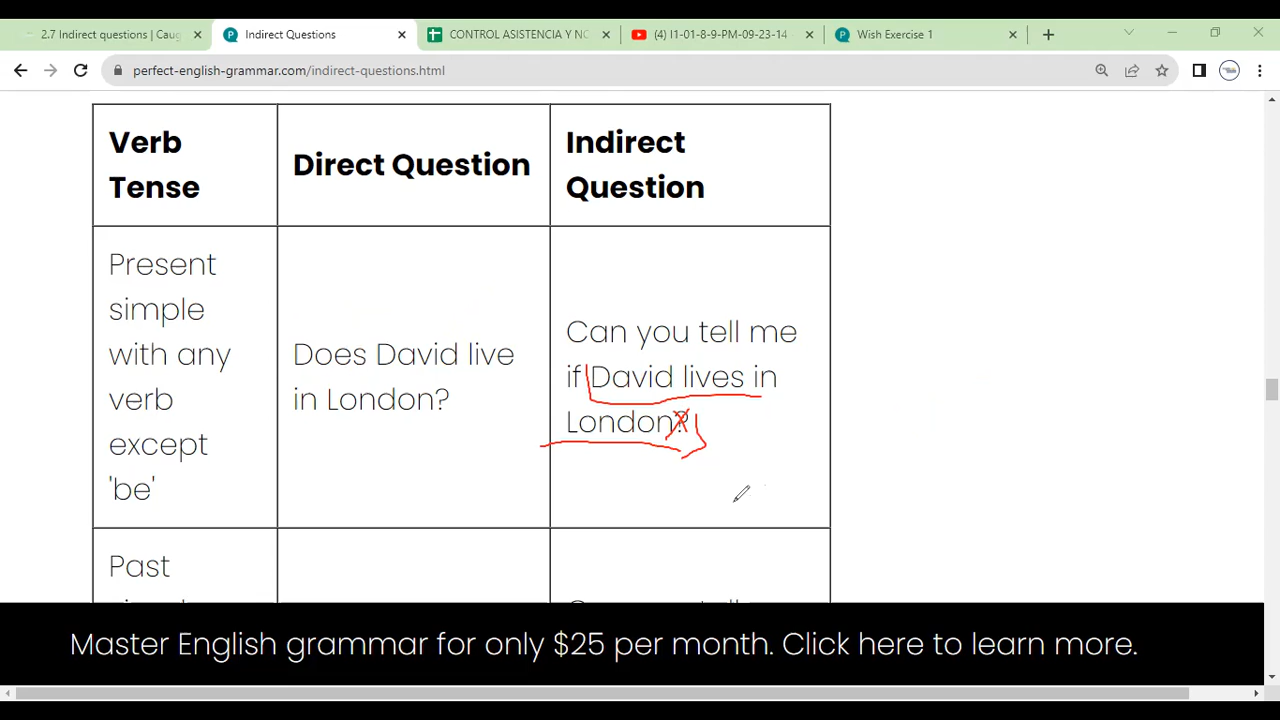 2.7 Indirect questions | Caug
Indirect Questions
CONTROL ASISTENCIA Y NO
(4) I1-01-8-9-PM-09-23-14
Wish Exercise 1
perfect-english-grammar.com/indirect-questions.html
Verb
Tense
Direct Question
Indirect
Question
Present
simple
with any
verb
except
'be'
Does David live
in London?
Can you tell me
if David lives in
London?
Past
Master English grammar for only $25 per month. Click here to learn more.